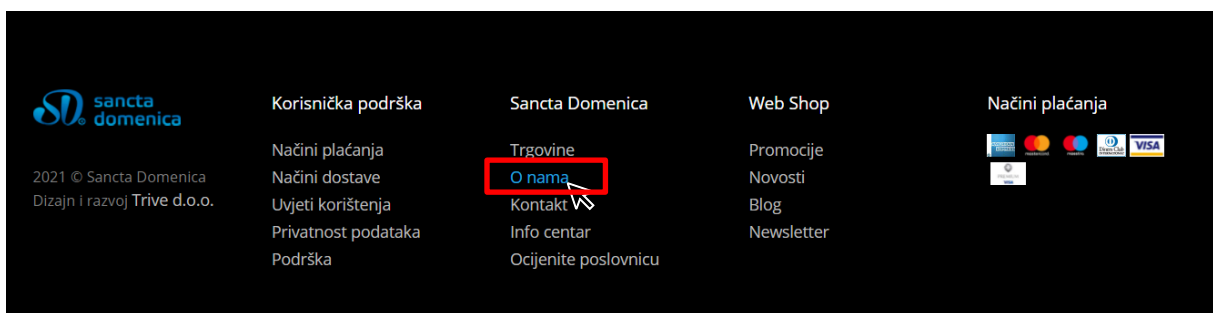 sancta
domenica
2021 © Sancta Domenica
Dizajn i razvoj Trive d.o.o.
Korisnička podrška
Načini plaćanja
Načini dostave
Uvjeti korištenja
Privatnost podataka
Podrška
Sancta Domenica
Trgovine
O nama
Kontakt
Info centar
Ocijenite poslovnicu
Web Shop
Promocije
Novosti
Blog
Newsletter
Načini plaćanja
VISA